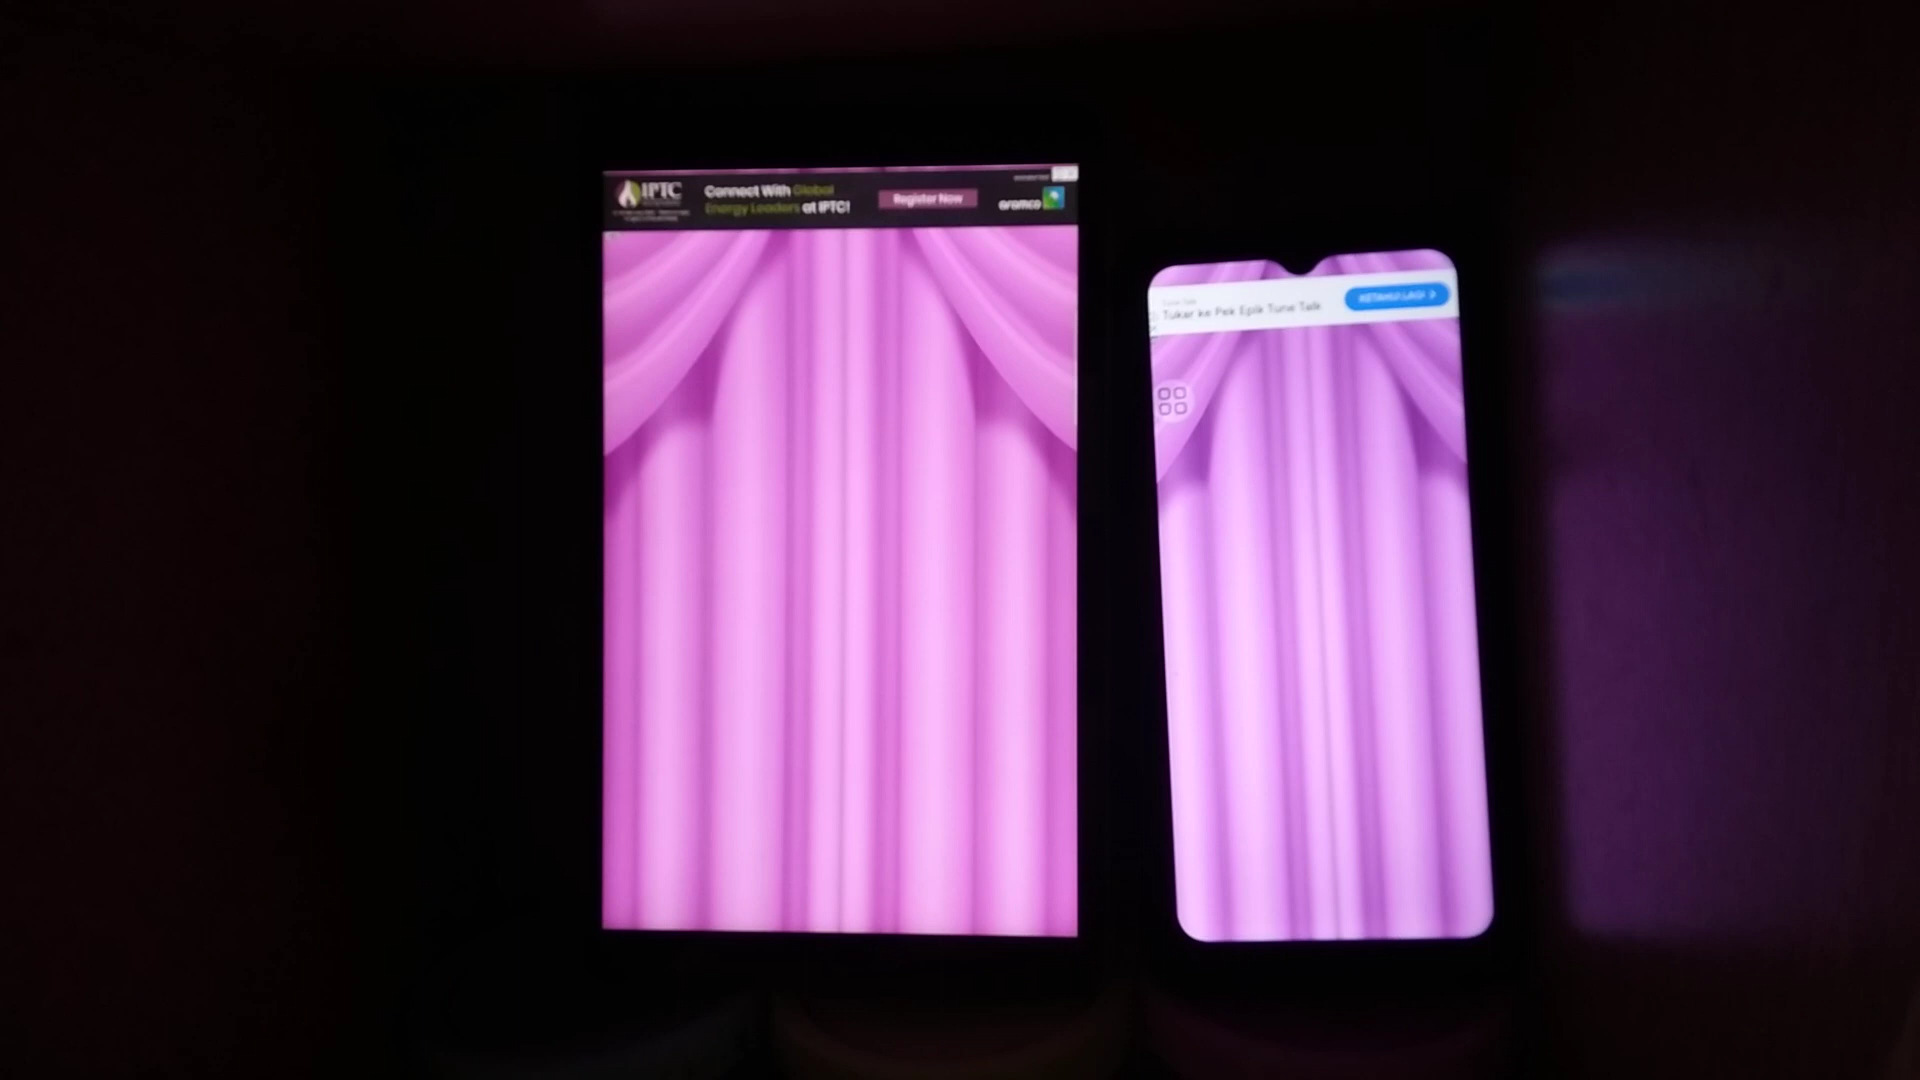 IPTC
Connect With Global
Energy Leaders at IPTC!
Register Now
aramco
Tukar ke Pek Epik Tune Talk
KETAHUI LAGI